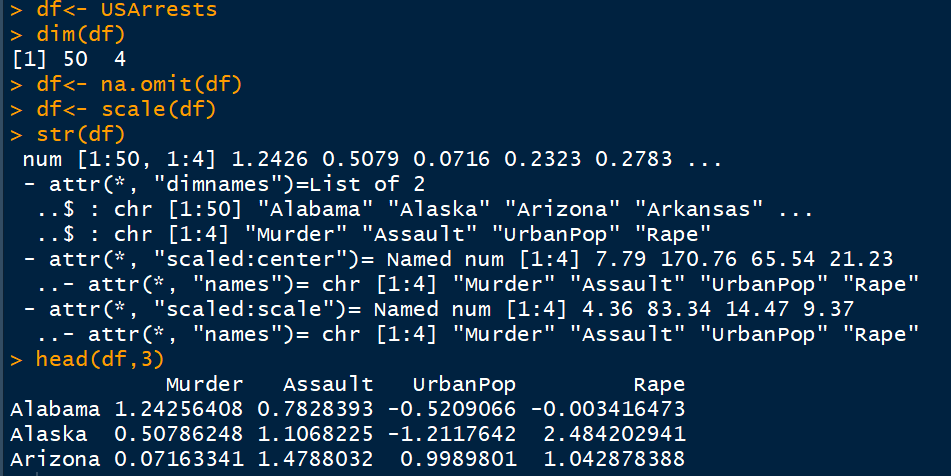 > df<- USArrests
> dim(df)
[1] 50  4
> df<- na.omit(df)
> df<- scale(df)
> str(df)
 num [1:50, 1:4] 1.2426 0.5079 0.0716 0.2323 0.2783 ...
 - attr(*, "dimnames")=List of 2
  ..$ : chr [1:50] "Alabama" "Alaska" "Arizona" "Arkansas" ...
  ..$ : chr [1:4] "Murder" "Assault" "UrbanPop" "Rape"
 - attr(*, "scaled:center")= Named num [1:4] 7.79 170.76 65.54 21.23
  ..- attr(*, "names")= chr [1:4] "Murder" "Assault" "UrbanPop" "Rape"
 - attr(*, "scaled:scale")= Named num [1:4] 4.36 83.34 14.47 9.37
  ..- attr(*, "names")= chr [1:4] "Murder" "Assault" "UrbanPop" "Rape"
> head(df,3)
            Murder   Assault   UrbanPop         Rape
Alabama 1.24256408 0.7828393 -0.5209066 -0.003416473
Alaska  0.50786248 1.1068225 -1.2117642  2.484202941
Arizona 0.07163341 1.4788032  0.9989801  1.042878388